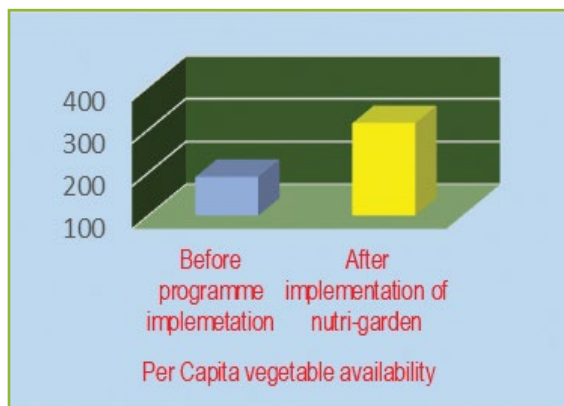 400
300
200
100
Before
programme
implemetation
After
implementation of
nutri-garden
Per Capita vegetable availability